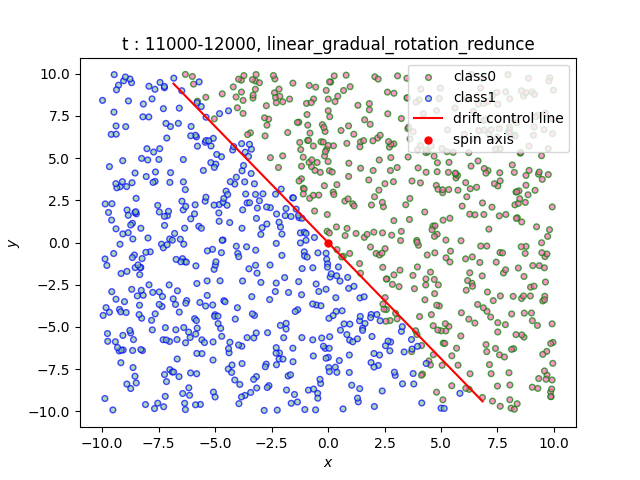 t : 11000-12000, linear_gradual_rotation_redunce
class0
class1
drift control line
spin axis
10.0
7.5
5.0
2.5
0.0
−2.5
−5.0
−7.5
−10.0
y
−10.0 −7.5 −5.0 −2.5 0.0 2.5 5.0 7.5 10.0
x